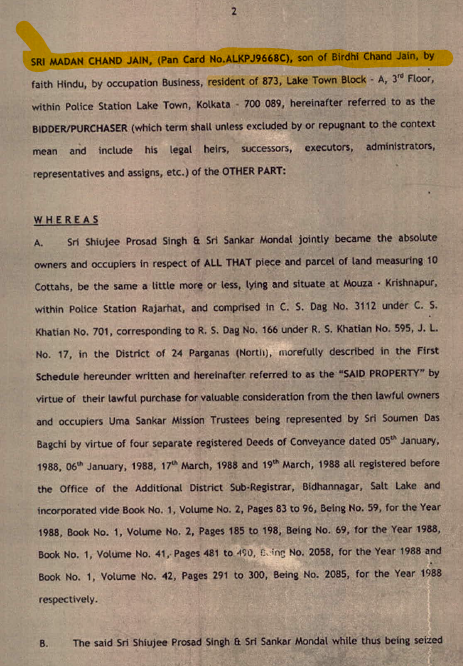 2
SRI MADAN CHAND JAIN, (Pan Card No.ALKPJ9668C), son of Birdhi Chand Jain, by
faith Hindu, by occupation Business, resident of 873, Lake Town Block - A, 3rd Floor,
within Police Station Lake Town, Kolkata - 700 089, hereinafter referred to as the
BIDDER/PURCHASER (which term shall unless excluded by or repugnant to the context
mean and include his legal heirs, successors, executors, administrators,
representatives and assigns, etc.) of the OTHER PART:
WHEREAS
A. Sri Shiujee Prosad Singh & Sri Sankar Mondal jointly became the absolute
owners and occupiers in respect of ALL THAT piece and parcel of land measuring 10
Cottahs, be the same a little more or less, lying and situate at Mouza - Krishnapur,
within Police Station Rajarhat, and comprised in C. S. Dag No. 3112 under C. S.
Khatian No. 701, corresponding to R. S. Dag No. 166 under R. S. Khatian No. 595, J. L.
No. 17, in the District of 24 Parganas (North), morefully described in the First
Schedule hereunder written and hereinafter referred to as the “SAID PROPERTY” by
virtue of their lawful purchase for valuable consideration from the then lawful owners
and occupiers Uma Sankar Mission Trustees being represented by Sri Soumen Das
Bagchi by virtue of four separate registered Deeds of Conveyance dated 05th January,
1988, 06th January, 1988, 17th March, 1988 and 19th March, 1988 all registered before
the Office of the Additional District Sub-Registrar, Bidhannagar, Salt Lake and
incorporated vide Book No. 1, Volume No. 2, Pages 83 to 96, Being No. 59, for the Year
1988, Book No. 1, Volume No. 2, Pages 185 to 198, Being No. 69, for the Year 1988,
Book No. 1, Volume No. 41, Pages 481 to 490, Being No. 2058, for the Year 1988 and
Book No. 1, Volume No. 42, Pages 291 to 300, Being No. 2085, for the Year 1988
respectively.
B. The said Sri Shiujee Prosad Singh & Sri Sankar Mondal while thus being seized